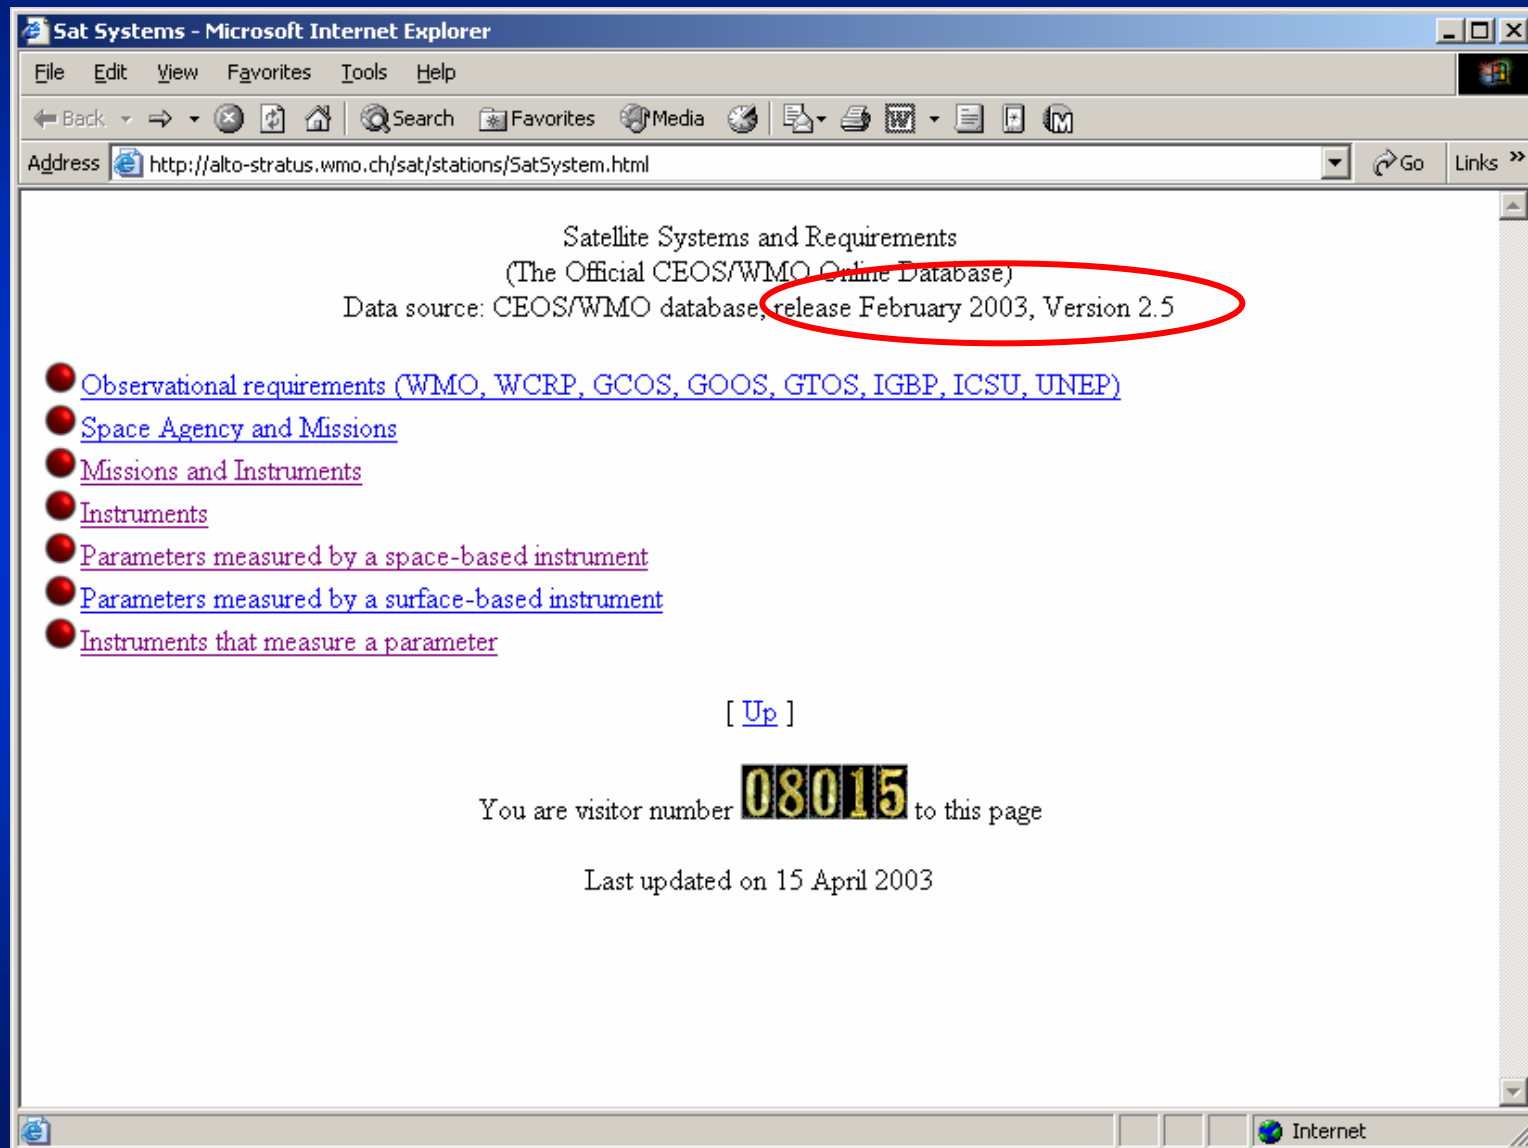 Sat Systems - Microsoft Internet Explorer
File Edit View Favorites Tools Help
Back Search Favorites Media
Address http://alto-stratus.wmo.ch/sat/stations/SatSystem.html Go Links »
Satellite Systems and Requirements
(The Official CEOS/WMO Online Database)
Data source: CEOS/WMO database, release February 2003, Version 2.5
Observational requirements (WMO, WCRP, GCOS, GOOS, GTOS, IGBP, ICSU, UNEP)
Space Agency and Missions
Missions and Instruments
Instruments
Parameters measured by a space-based instrument
Parameters measured by a surface-based instrument
Instruments that measure a parameter
[ Up ]
You are visitor number 08015 to this page
Last updated on 15 April 2003
Internet